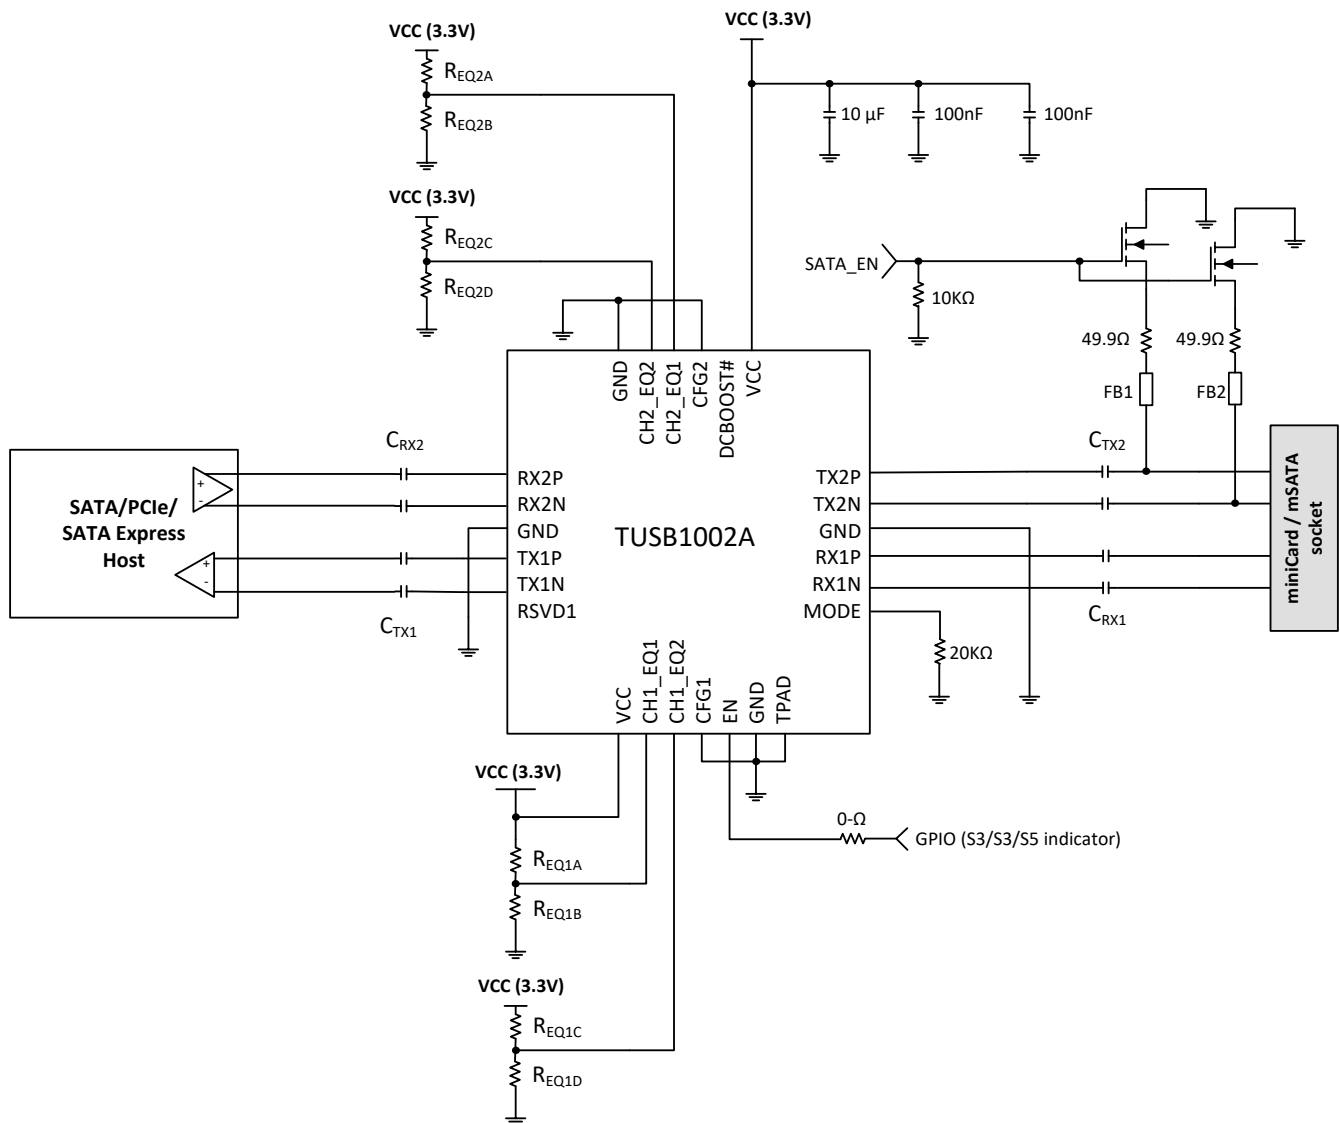 VCC (3.3V)
VCC (3.3V)
REQ2A
REQ2B
10 µF
100nF
100nF
VCC (3.3V)
REQ2C
REQ2D
SATA_EN
10KΩ
49.9Ω
49.9Ω
FB1
FB2
GND
CH2_EQ2
CH2_EQ1
CFG2
DCBOOST#
VCC
CRX2
CTX2
SATA/PCIe/
SATA Express
Host
+
-
+
-
RX2P
RX2N
GND
TX1P
TX1N
RSVD1
TUSB1002A
TX2P
TX2N
GND
RX1P
RX1N
MODE
miniCard / mSATA
socket
CTX1
CRX1
20KΩ
VCC
CH1_EQ1
CH1_EQ2
CFG1
EN
GND
TPAD
VCC (3.3V)
0-Ω
GPIO (S3/S3/S5 indicator)
REQ1A
REQ1B
VCC (3.3V)
REQ1C
REQ1D